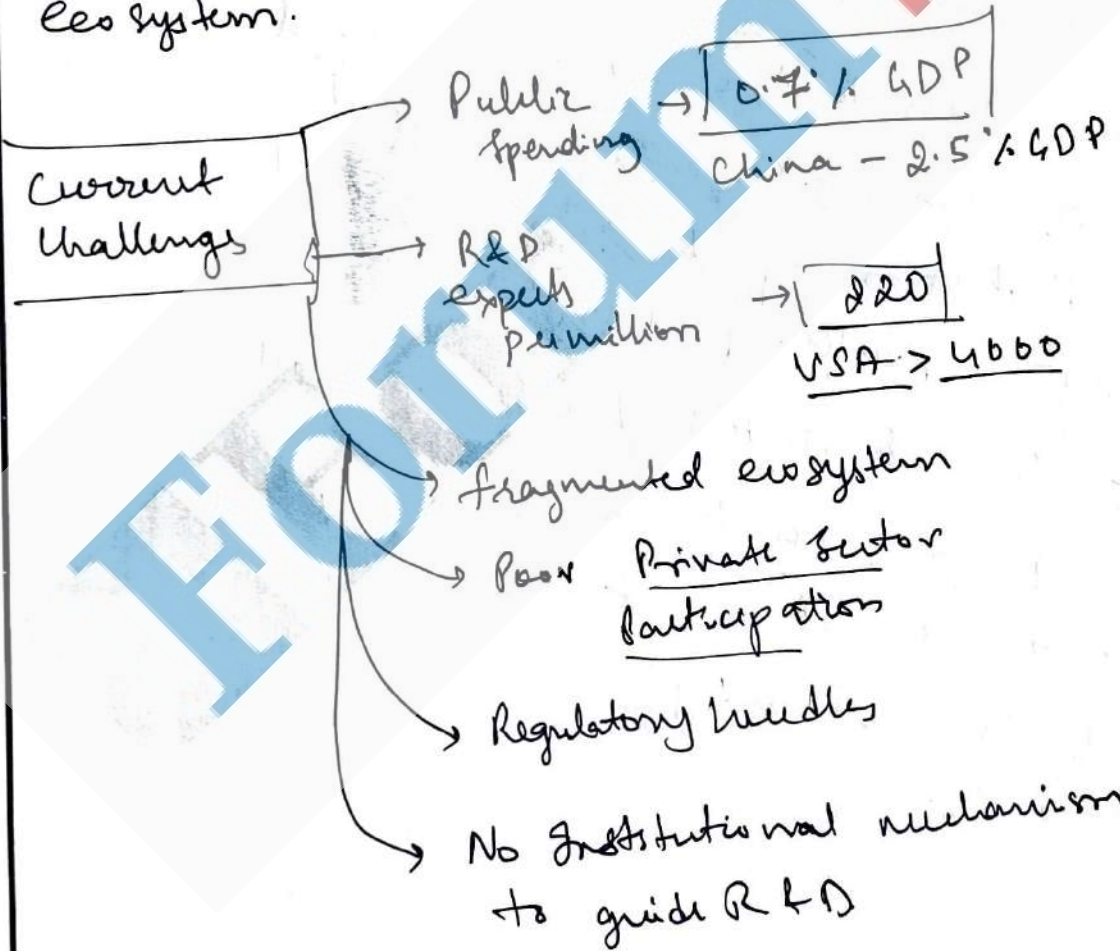 eco system.
Current
Challenges
Public
spending → 0.7% GDP
China - 2.5% GDP
R&D
experts
per million → 220
USA > 4000
fragmented ecosystem
Poor Private Sector
Participation
Regulatory hurdles
No Institutional mechanism
to guide R&D
Forum